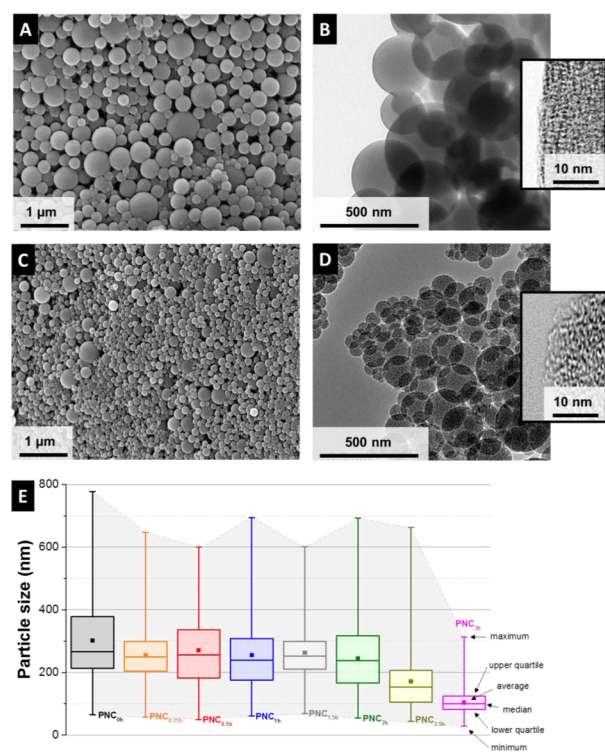 A
1 µm
B
500 nm
10 nm
C
1 µm
D
500 nm
10 nm
E
Particle size (nm)
800
600
400
200
0
PNC0h
PNC0.25h
PNC0.5h
PNC1h
PNC1.5h
PNC2h
PNC2.5h
PNC3h
maximum
upper quartile
average
median
lower quartile
minimum